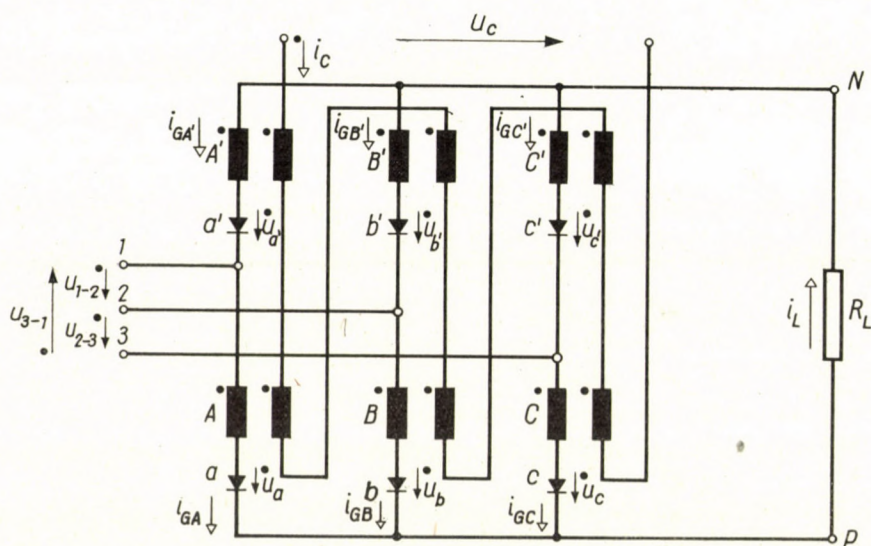 u_c
i_c
N
i_GA'
A'
i_GB'
B'
i_GC'
C'
a'
u_a'
b'
u_b'
c'
u_c'
1
u_1-2
2
u_3-1
u_2-3
3
i_L
R_L
A
B
C
a
u_a
b
u_b
c
u_c
i_GA
i_GB
i_GC
P